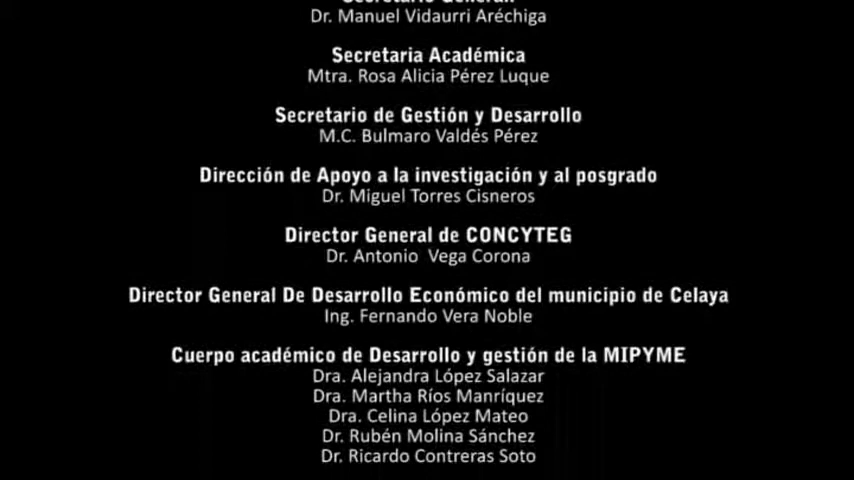 Secretario General
Dr. Manuel Vidaurri Aréchiga
Secretaria Académica
Mtra. Rosa Alicia Pérez Luque
Secretario de Gestión y Desarrollo
M.C. Bulmaro Valdés Pérez
Dirección de Apoyo a la investigación y al posgrado
Dr. Miguel Torres Cisneros
Director General de CONCYTEG
Dr. Antonio Vega Corona
Director General De Desarrollo Económico del municipio de Celaya
Ing. Fernando Vera Noble
Cuerpo académico de Desarrollo y gestión de la MIPYME
Dra. Alejandra López Salazar
Dra. Martha Ríos Manríquez
Dra. Celina López Mateo
Dr. Rubén Molina Sánchez
Dr. Ricardo Contreras Soto